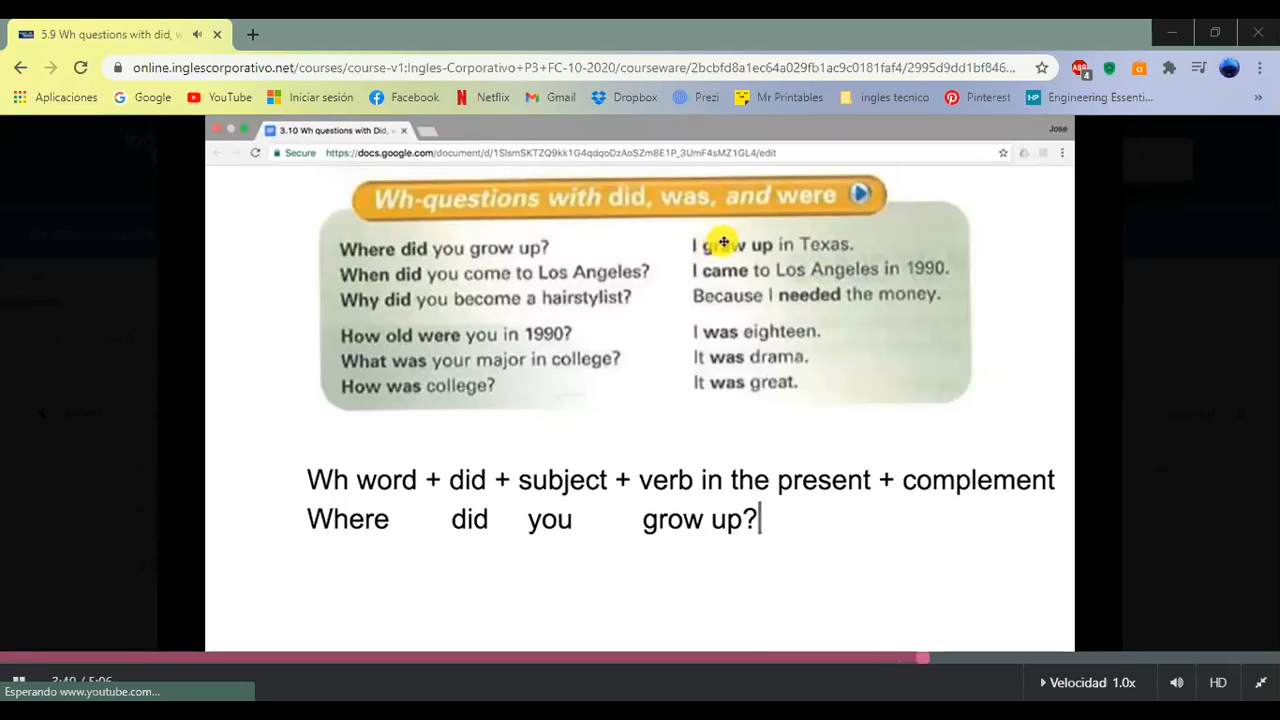 5.9 Wh questions with did, w
online.inglescorporativo.net/courses/course-v1:Ingles-Corporativo+P3+FC-10-2020/courseware/2bcbfd8a1ec64a029fb1ac9c0181faf4/2995d9dd1bf846...
4
Aplicaciones Google YouTube Iniciar sesión Facebook Netflix Gmail Dropbox Prezi Mr Printables ingles tecnico Pinterest HP Engineering Essenti...
3.10 Wh questions with Did, Jose
Secure https://docs.google.com/document/d/1SlsmSKTZQ9kk1G4qdqoDzAoSZm8E1P_3UmF4sMZ1GL4/edit
Wh-questions with did, was, and were
Where did you grow up? I grew up in Texas.
When did you come to Los Angeles? I came to Los Angeles in 1990.
Why did you become a hairstylist? Because I needed the money.
How old were you in 1990? I was eighteen.
What was your major in college? It was drama.
How was college? It was great.
Wh word + did + subject + verb in the present + complement
Where did you grow up?
3:40 / 5:06 Velocidad 1.0x HD
Esperando www.youtube.com...